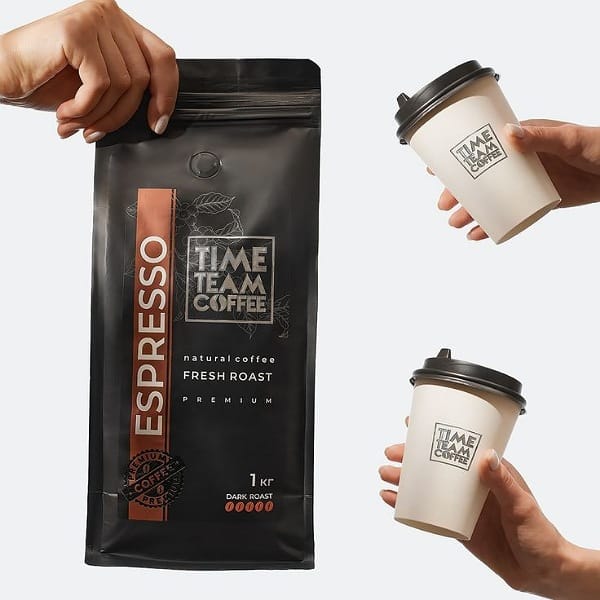 ESPRESSO
TIME
TEAM
COFFEE
natural coffee
FRESH ROAST
PREMIUM
PREMIUM
COFFEE
PREMIUM
1 кг
DARK ROAST
TIME
TEAM
COFFEE
TIME
TEAM
COFFEE